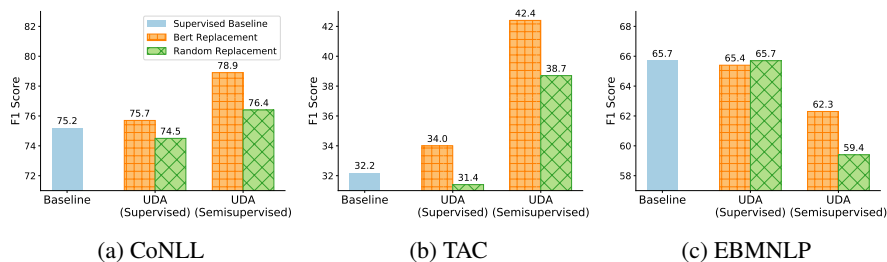 F1 Score
82
80
78
76
74
72
75.2
75.7
74.5
78.9
76.4
Supervised Baseline
Bert Replacement
Random Replacement
Baseline
UDA
(Supervised)
UDA
(Semisupervised)
(a) CoNLL
F1 Score
42
40
38
36
34
32
32.2
34.0
31.4
42.4
38.7
Baseline
UDA
(Supervised)
UDA
(Semisupervised)
(b) TAC
F1 Score
68
66
64
62
60
58
65.7
65.4
65.7
62.3
59.4
Baseline
UDA
(Supervised)
UDA
(Semisupervised)
(c) EBMNLP